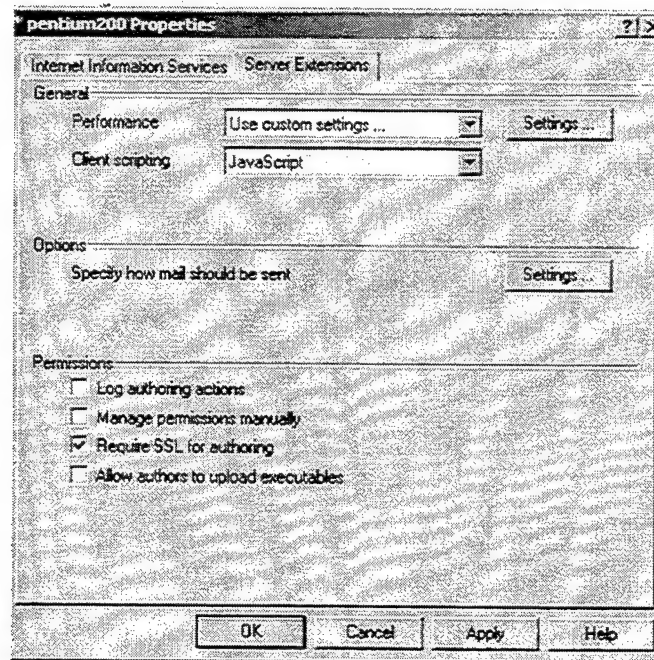 * pentium200 Properties ? X
Internet Information Services Server Extensions
General
Performance Use custom settings ... Settings ...
Client scripting JavaScript
Options
Specify how mail should be sent Settings ...
Permissions
Log authoring actions
Manage permissions manually
Require SSL for authoring
Allow authors to upload executables
OK Cancel Apply Help